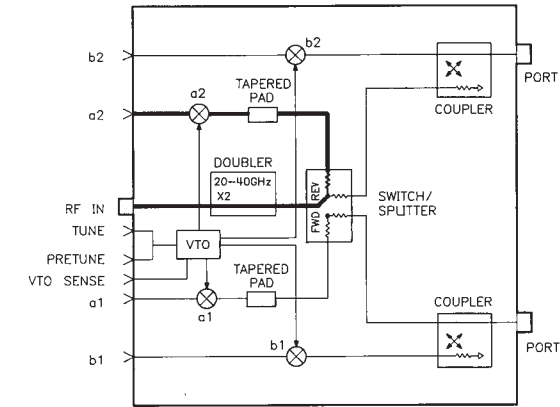 b2
b2
PORT
COUPLER
a2
a2
TAPERED
PAD
DOUBLER
20-40GHz
X2
REV
FWD
SWITCH/
SPLITTER
RF IN
TUNE
PRETUNE
VTO SENSE
VTO
TAPERED
PAD
a1
a1
COUPLER
PORT
b1
b1